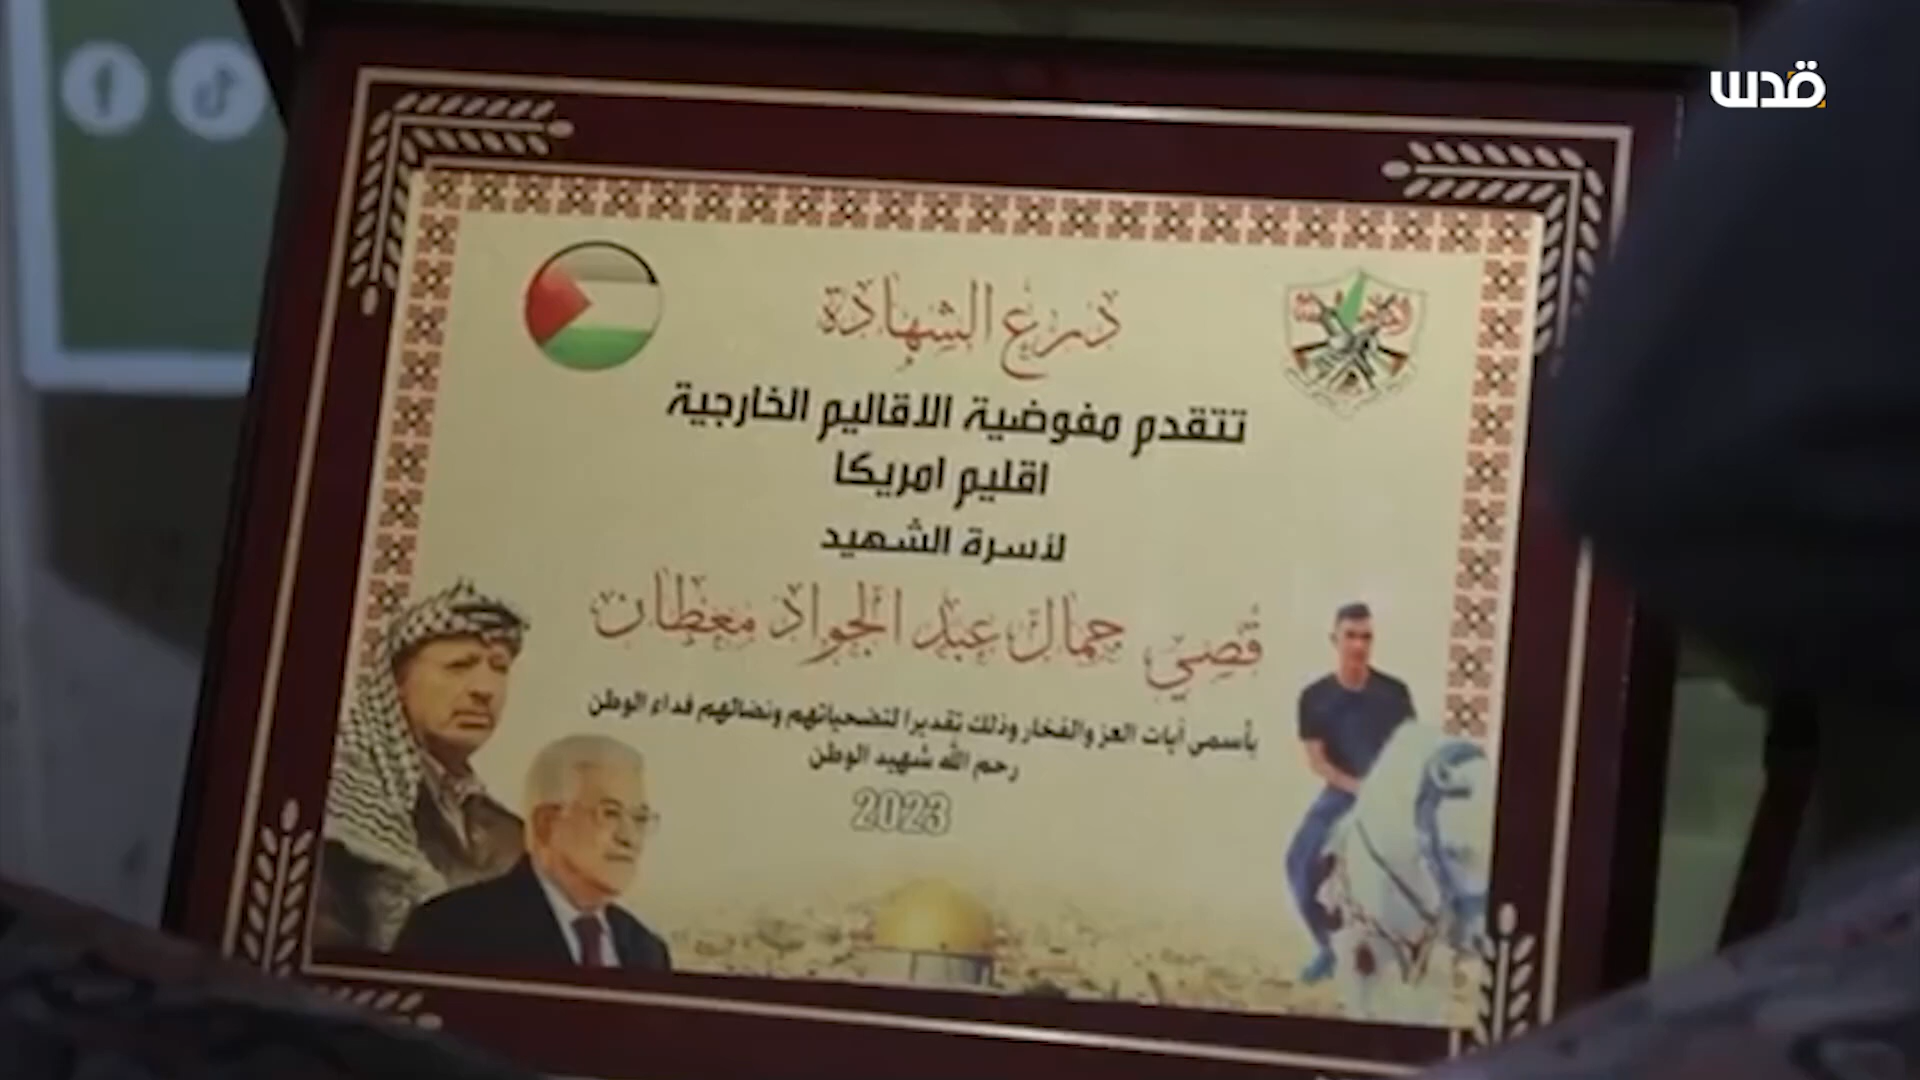 قدس
درع الشهادة
تتقدم مفوضية الاقاليم الخارجية
اقليم امريكا
لأسرة الشهيد
قصي جمال عبد الجواد معطان
بأسمى آيات العز والفخار وذلك تقديرا لتضحياتهم ونضالهم فداء الوطن
رحم الله شهيد الوطن
2023